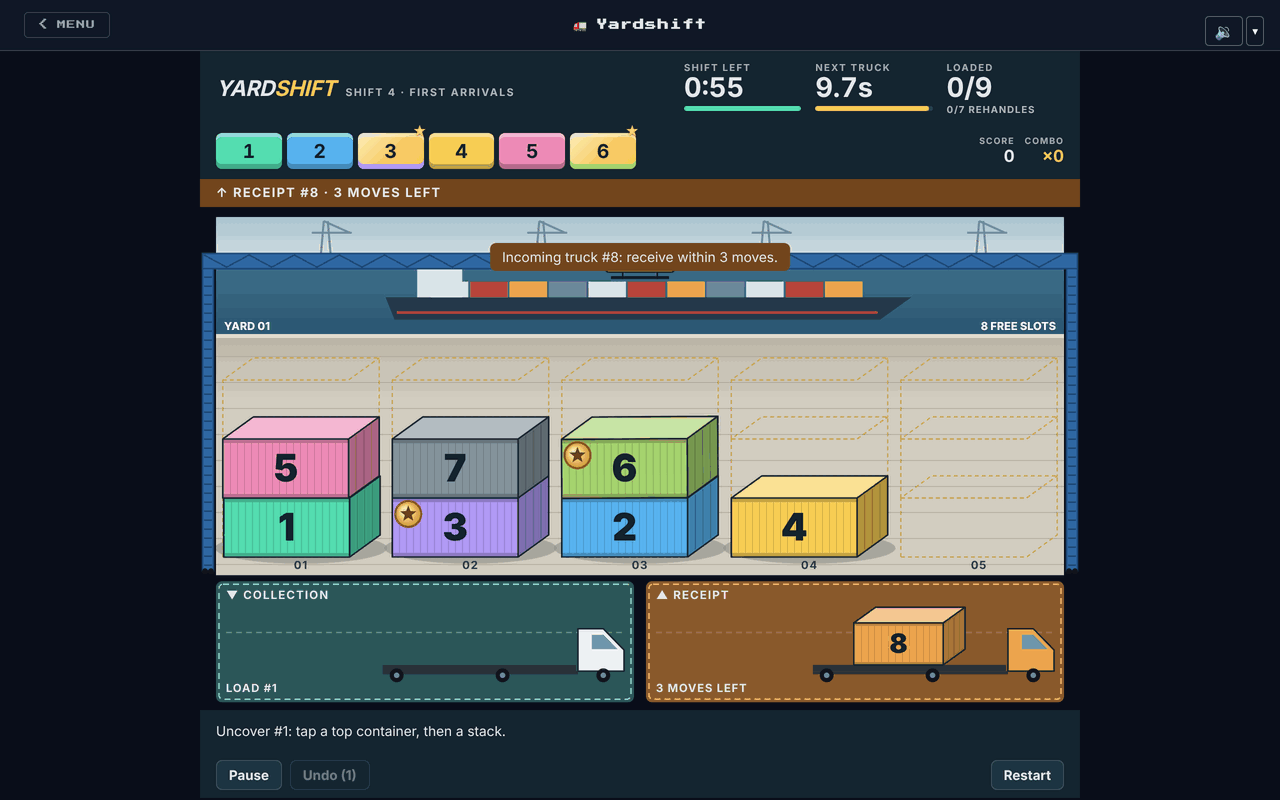 MENU
Yardshift
YARDSHIFT SHIFT 4 · FIRST ARRIVALS
SHIFT LEFT
0:55
NEXT TRUCK
9.7s
LOADED
0/9
0/7 REHANDLES
1 2 3 4 5 6
SCORE
0
COMBO
×0
↑ RECEIPT #8 · 3 MOVES LEFT
Incoming truck #8: receive within 3 moves.
YARD 01
8 FREE SLOTS
5 7 6
1 3 2 4
01 02 03 04 05
▼ COLLECTION
LOAD #1
▲ RECEIPT
8
3 MOVES LEFT
Uncover #1: tap a top container, then a stack.
Pause
Undo (1)
Restart